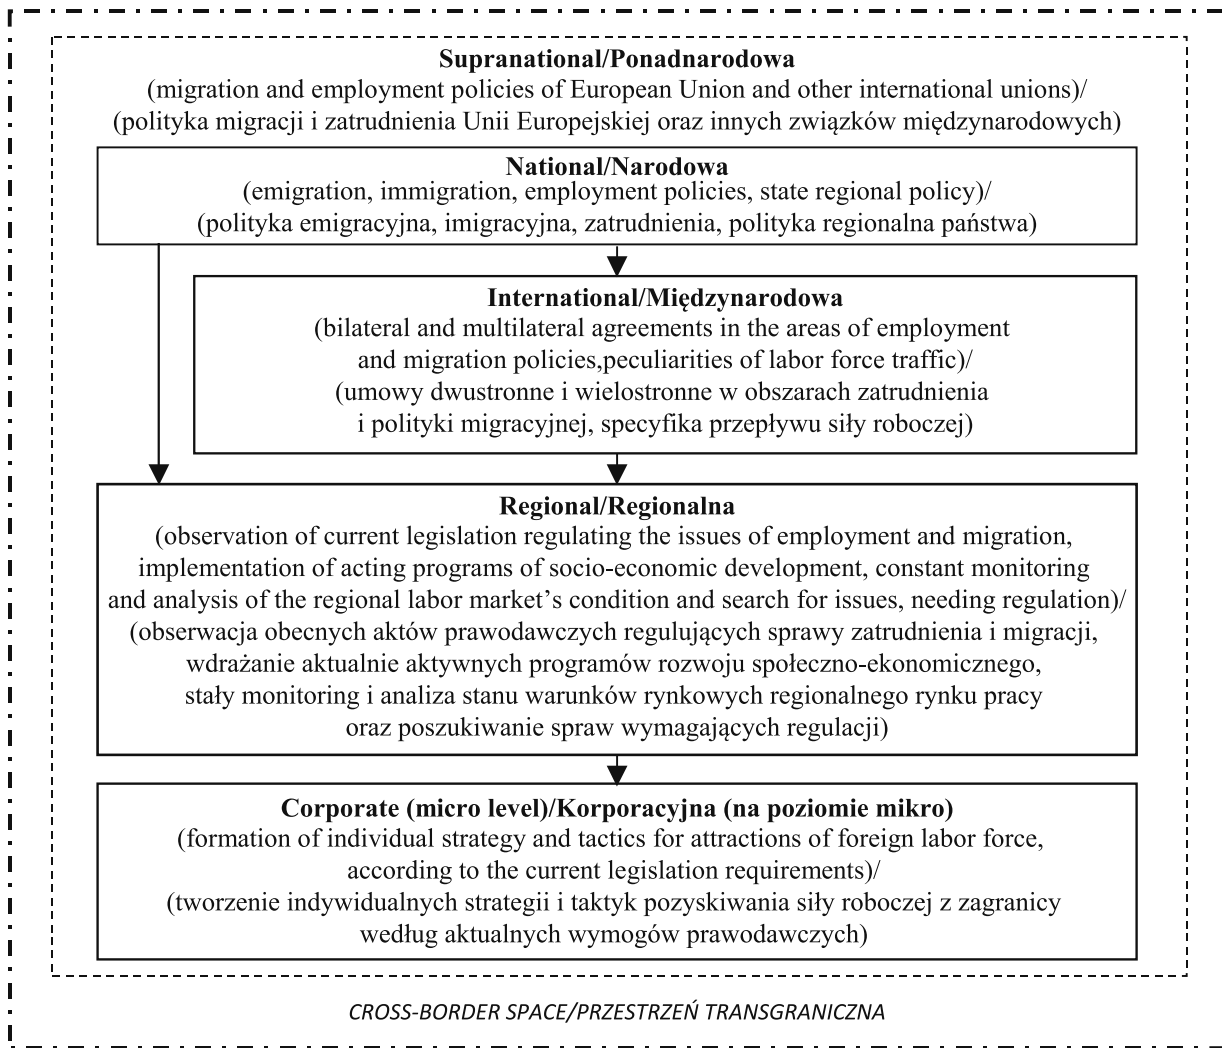 Supranational/Ponadnarodowa
(migration and employment policies of European Union and other international unions)/
(polityka migracji i zatrudnienia Unii Europejskiej oraz innych związków międzynarodowych)
National/Narodowa
(emigration, immigration, employment policies, state regional policy)/
(polityka emigracyjna, imigracyjna, zatrudnienia, polityka regionalna państwa)
International/Międzynarodowa
(bilateral and multilateral agreements in the areas of employment
and migration policies,peculiarities of labor force traffic)/
(umowy dwustronne i wielostronne w obszarach zatrudnienia
i polityki migracyjnej, specyfika przepływu siły roboczej)
Regional/Regionalna
(observation of current legislation regulating the issues of employment and migration,
implementation of acting programs of socio-economic development, constant monitoring
and analysis of the regional labor market’s condition and search for issues, needing regulation)/
(obserwacja obecnych aktów prawodawczych regulujących sprawy zatrudnienia i migracji,
wdrażanie aktualnie aktywnych programów rozwoju społeczno-ekonomicznego,
stały monitoring i analiza stanu warunków rynkowych regionalnego rynku pracy
oraz poszukiwanie spraw wymagających regulacji)
Corporate (micro level)/Korporacyjna (na poziomie mikro)
(formation of individual strategy and tactics for attractions of foreign labor force,
according to the current legislation requirements)/
(tworzenie indywidualnych strategii i taktyk pozyskiwania siły roboczej z zagranicy
według aktualnych wymogów prawodawczych)
CROSS-BORDER SPACE/PRZESTRZEŃ TRANSGRANICZNA